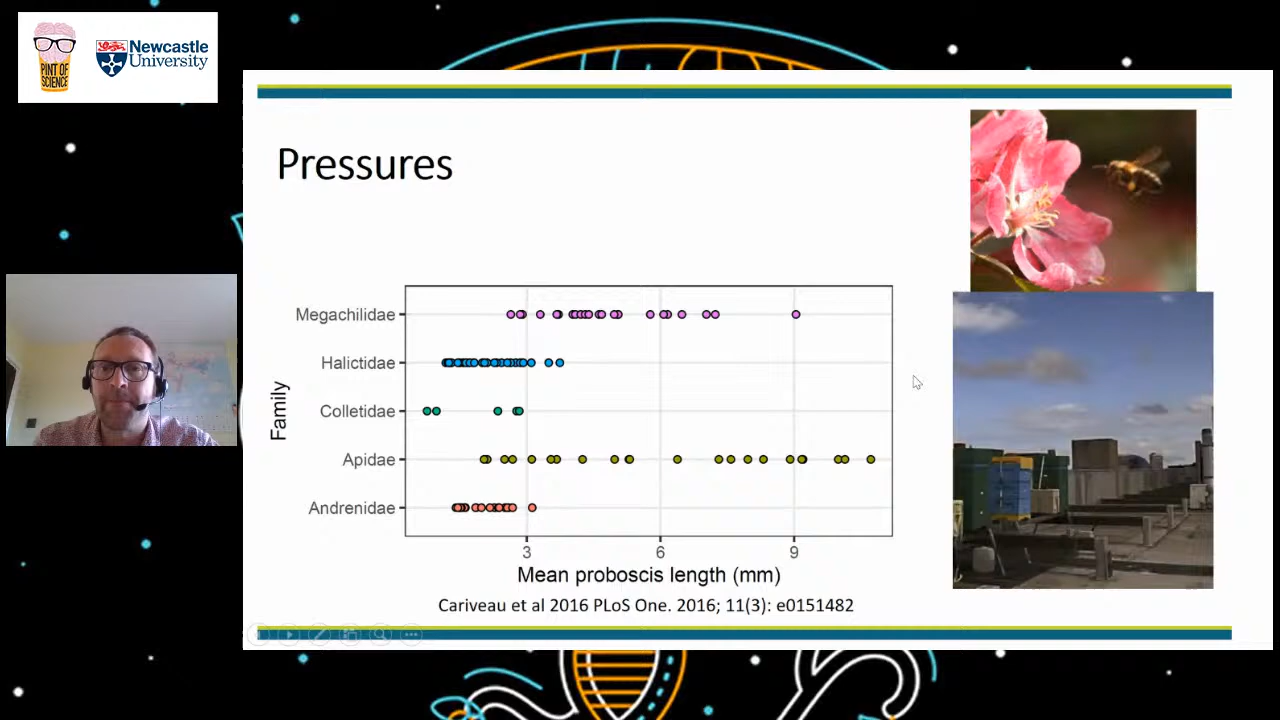 PINT OF
SCIENCE
Newcastle
University
Pressures
Family
Megachilidae
Halictidae
Colletidae
Apidae
Andrenidae
3 6 9
Mean proboscis length (mm)
Cariveau et al 2016 PLoS One. 2016; 11(3): e0151482